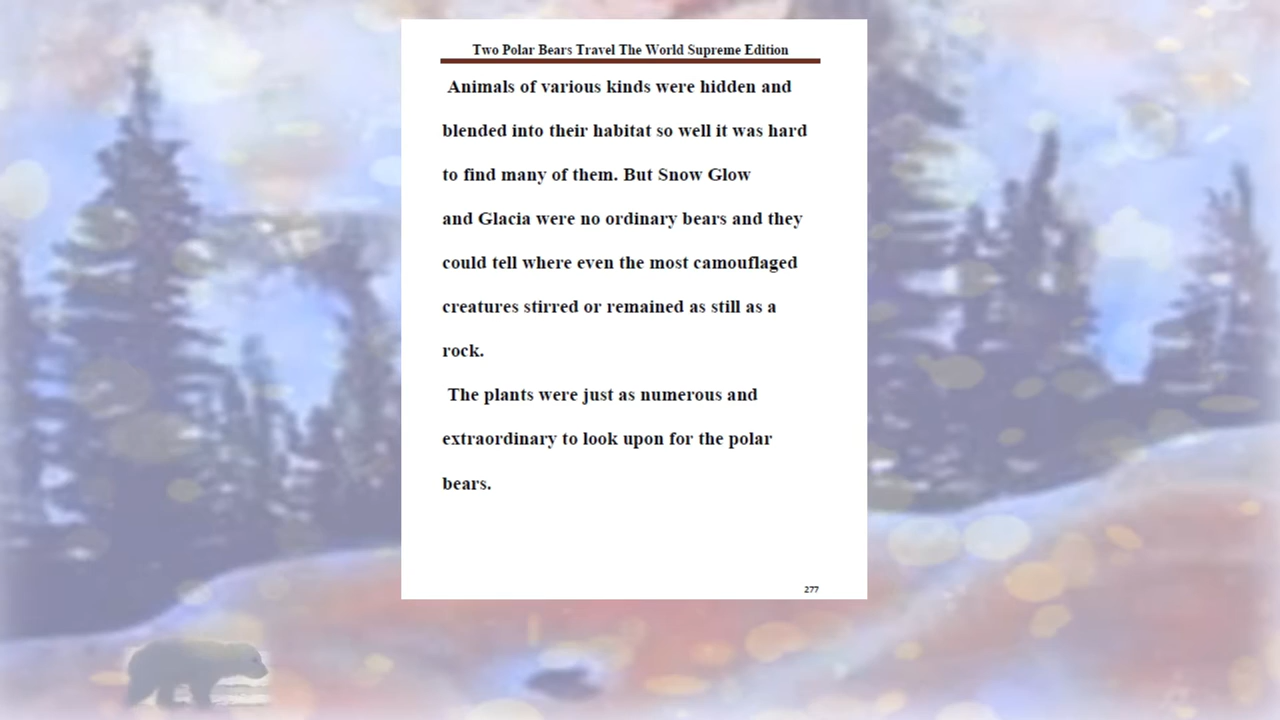 Two Polar Bears Travel The World Supreme Edition
Animals of various kinds were hidden and
blended into their habitat so well it was hard
to find many of them. But Snow Glow
and Glacia were no ordinary bears and they
could tell where even the most camouflaged
creatures stirred or remained as still as a
rock.
The plants were just as numerous and
extraordinary to look upon for the polar
bears.
277